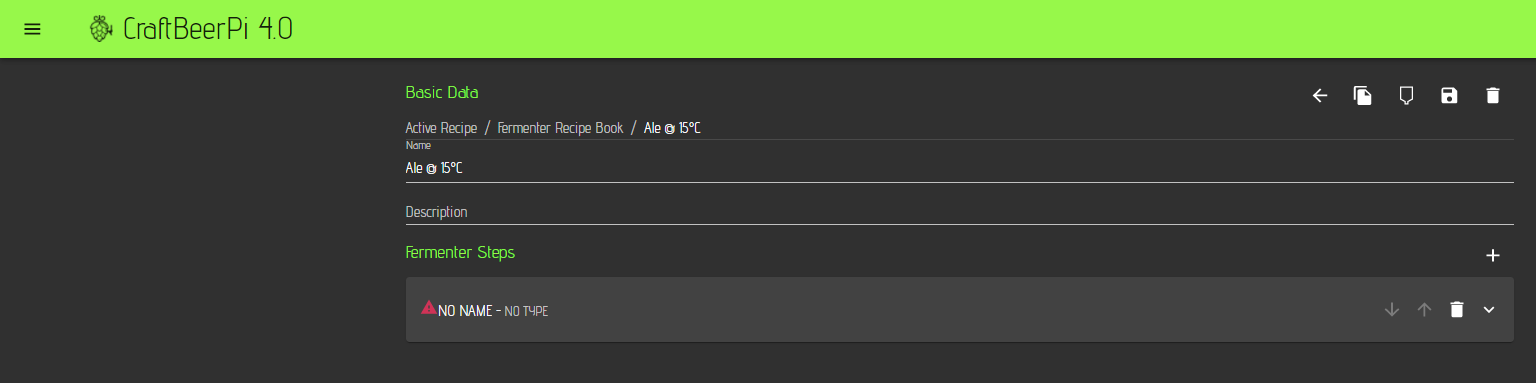 CraftBeerPi 4.0
Basic Data
Active Recipe / Fermenter Recipe Book / Ale @ 15°C
Name
Ale @ 15°C
Description
Fermenter Steps
NO NAME - NO TYPE